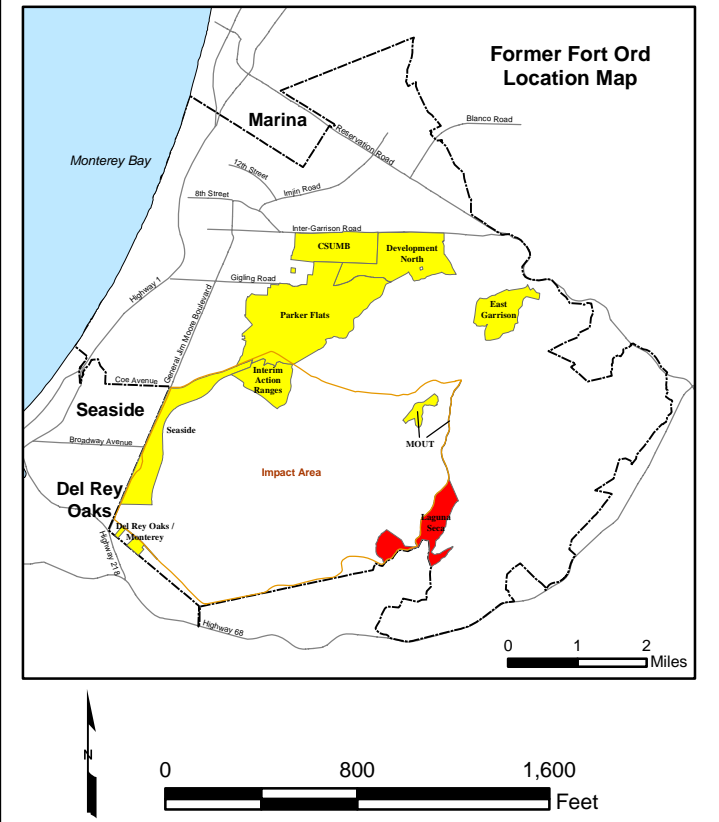 Former Fort Ord
Location Map
Marina
Blanco Road
Reservation Road
Monterey Bay
12th Street
Imjin Road
8th Street
Inter-Garrison Road
CSUMB
Development
North
Highway 1
Gigling Road
General Jim Moore Boulevard
East
Garrison
Parker Flats
Interim
Action
Ranges
Coe Avenue
Seaside
Seaside
Broadway Avenue
MOUT
Impact Area
Del Rey
Oaks
Laguna
Seca
Del Rey Oaks /
Monterey
Highway 218
Highway 68
0 1 2
Miles
N
0 800 1,600
Feet